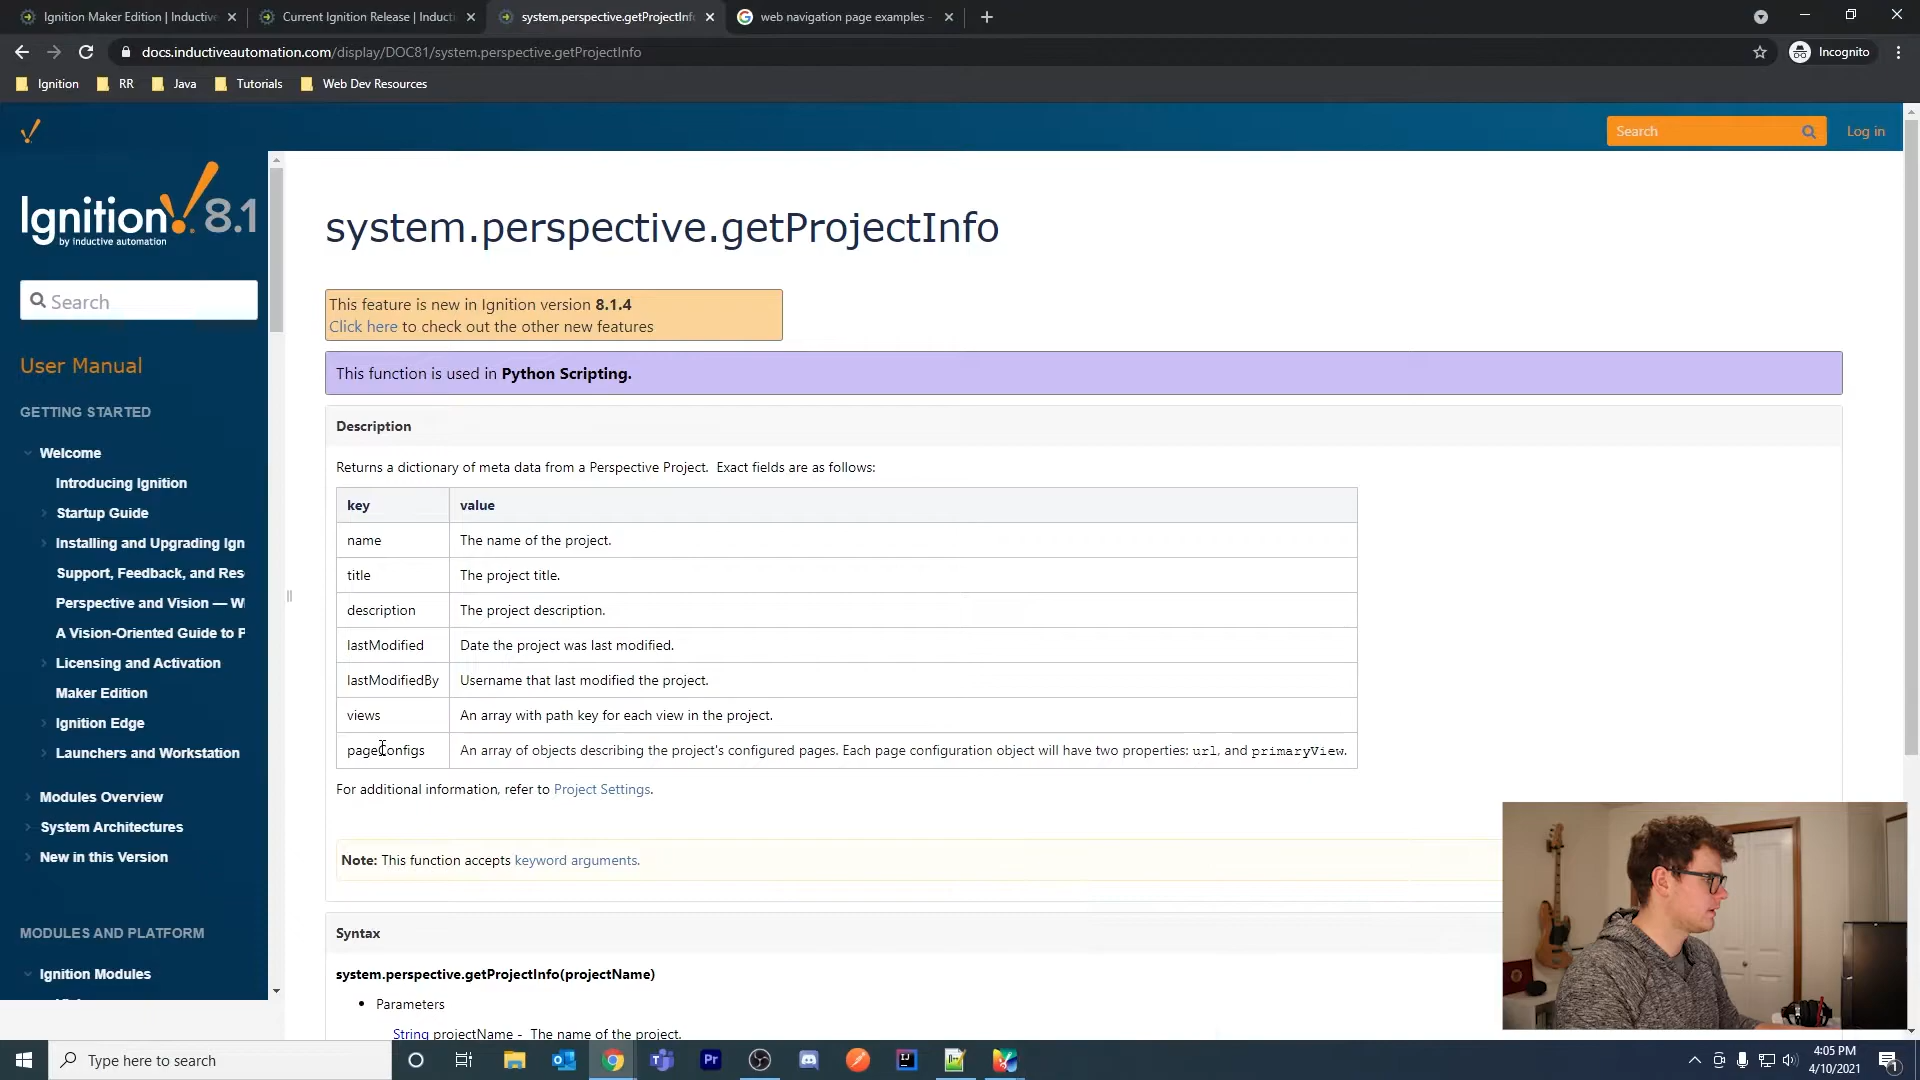 Ignition Maker Edition | Inductive
Current Ignition Release | Inducti
system.perspective.getProjectInfo
web navigation page examples -
docs.inductiveautomation.com/display/DOC81/system.perspective.getProjectInfo
Incognito
Ignition
RR
Java
Tutorials
Web Dev Resources
Search
Log in
Ignition! 8.1
by inductive automation
Search
User Manual
GETTING STARTED
Welcome
Introducing Ignition
Startup Guide
Installing and Upgrading Ign
Support, Feedback, and Res
Perspective and Vision — W
A Vision-Oriented Guide to P
Licensing and Activation
Maker Edition
Ignition Edge
Launchers and Workstation
Modules Overview
System Architectures
New in this Version
MODULES AND PLATFORM
Ignition Modules
system.perspective.getProjectInfo
This feature is new in Ignition version 8.1.4
Click here to check out the other new features
This function is used in Python Scripting.
Description
Returns a dictionary of meta data from a Perspective Project. Exact fields are as follows:
key value
name The name of the project.
title The project title.
description The project description.
lastModified Date the project was last modified.
lastModifiedBy Username that last modified the project.
views An array with path key for each view in the project.
pageConfigs An array of objects describing the project's configured pages. Each page configuration object will have two properties: url, and primaryView.
For additional information, refer to Project Settings.
Note: This function accepts keyword arguments.
Syntax
system.perspective.getProjectInfo(projectName)
Parameters
String projectName - The name of the project.
Type here to search
4:05 PM
4/10/2021